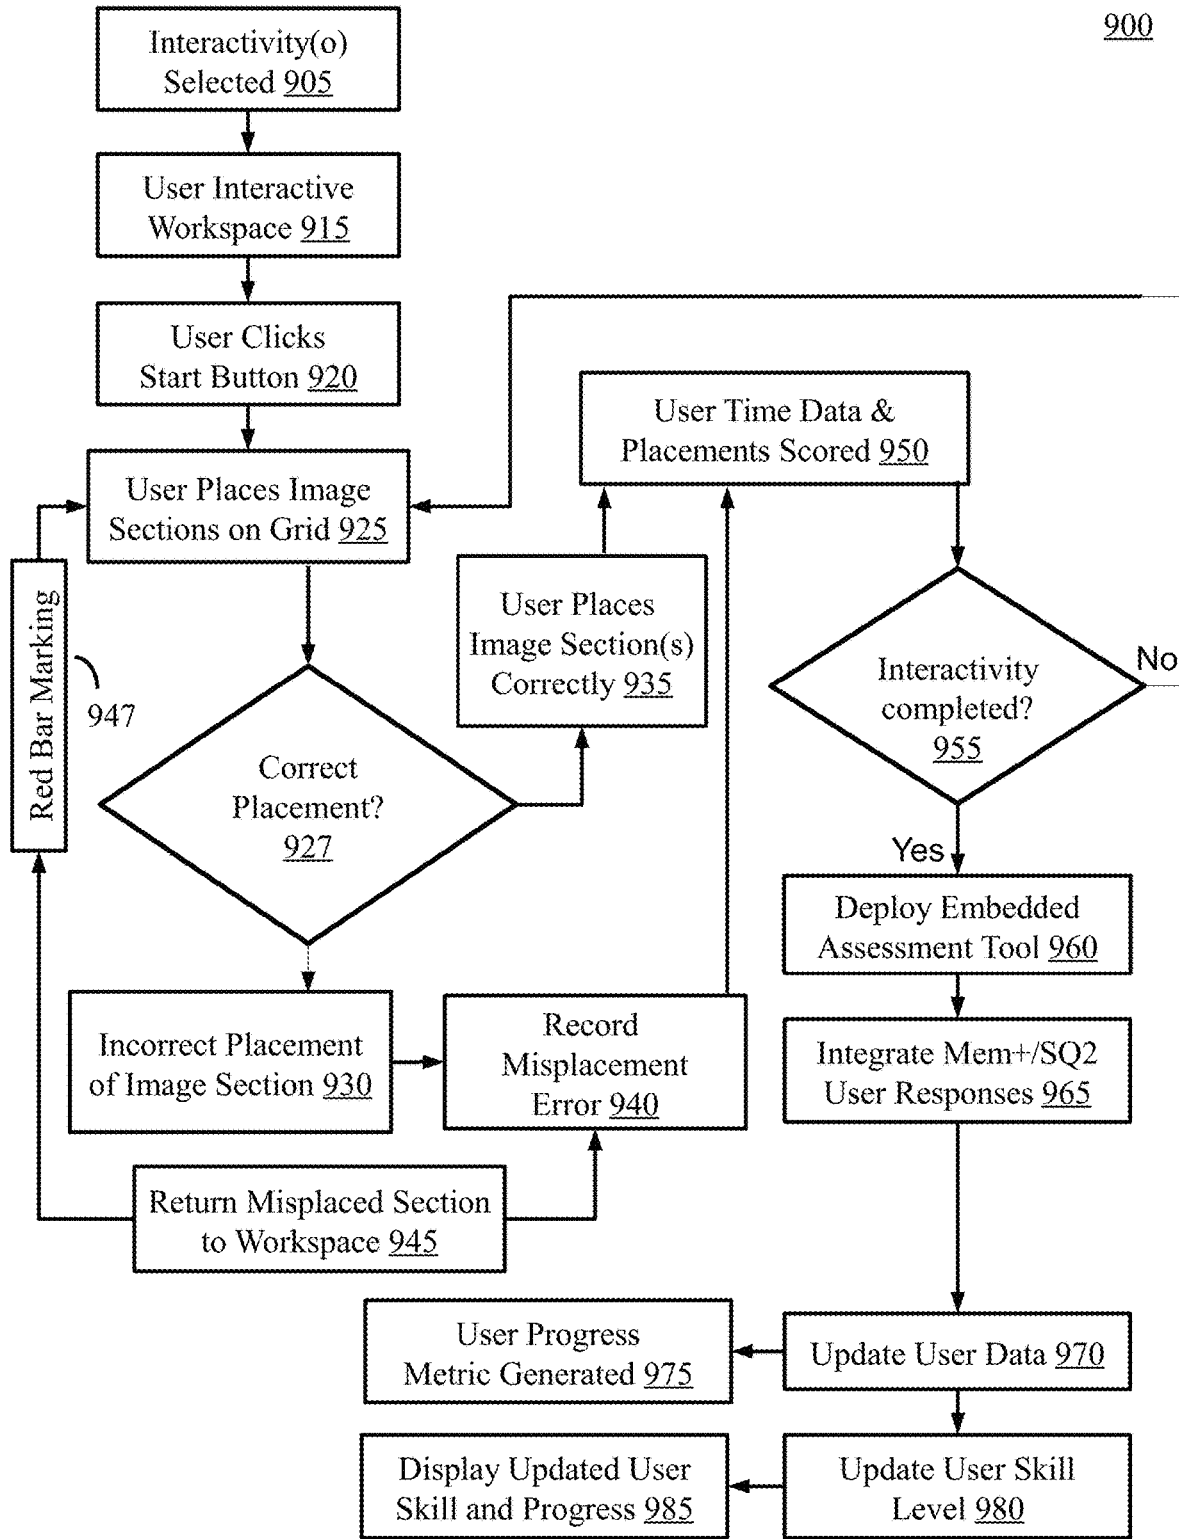 900
Interactivity(o)
Selected 905
User Interactive
Workspace 915
User Clicks
Start Button 920
User Places Image
Sections on Grid 925
Red Bar Marking
947
Correct
Placement?
927
User Places
Image Section(s)
Correctly 935
User Time Data &
Placements Scored 950
Interactivity
completed?
955
No
Yes
Incorrect Placement
of Image Section 930
Record
Misplacement
Error 940
Return Misplaced Section
to Workspace 945
Deploy Embedded
Assessment Tool 960
Integrate Mem+/SQ2
User Responses 965
Update User Data 970
User Progress
Metric Generated 975
Update User Skill
Level 980
Display Updated User
Skill and Progress 985